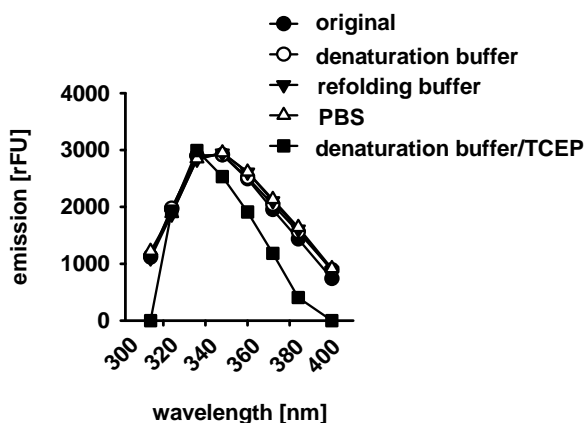 original
denaturation buffer
refolding buffer
PBS
denaturation buffer/TCEP
4000
3000
2000
1000
0
emission [rFU]
300 320 340 360 380 400
wavelength [nm]